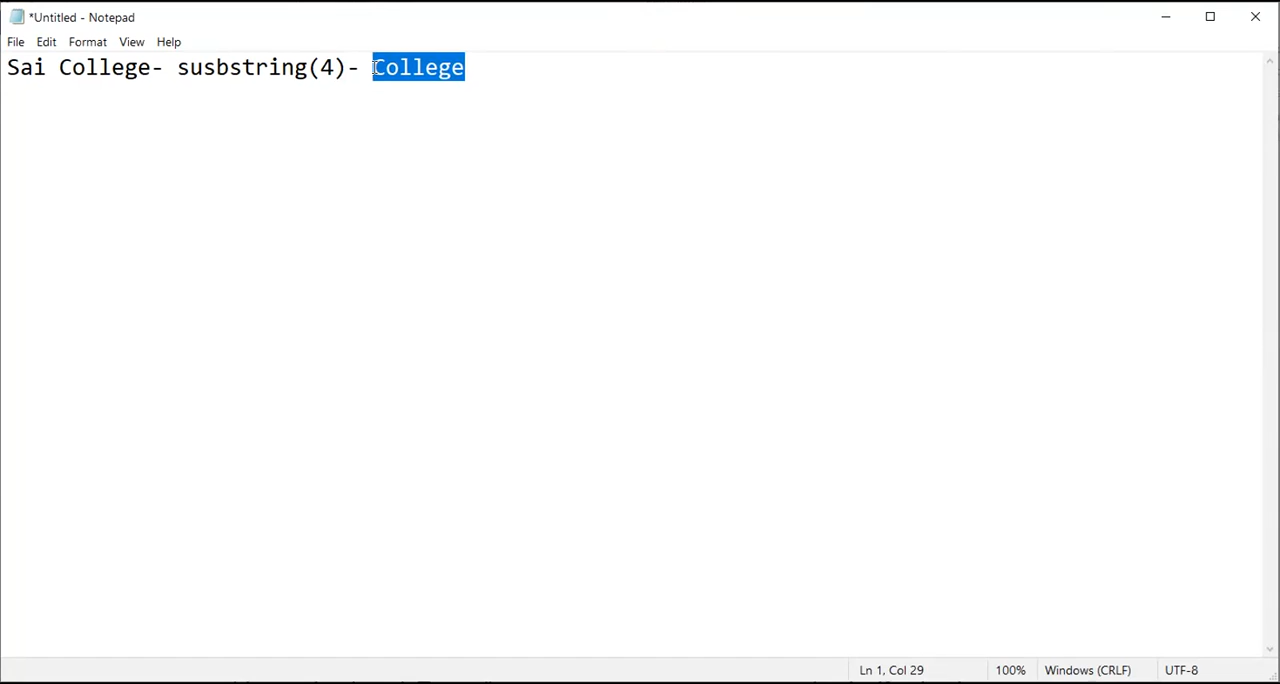 *Untitled - Notepad
File Edit Format View Help
Sai College- susbstring(4)- College
Ln 1, Col 29 100% Windows (CRLF) UTF-8